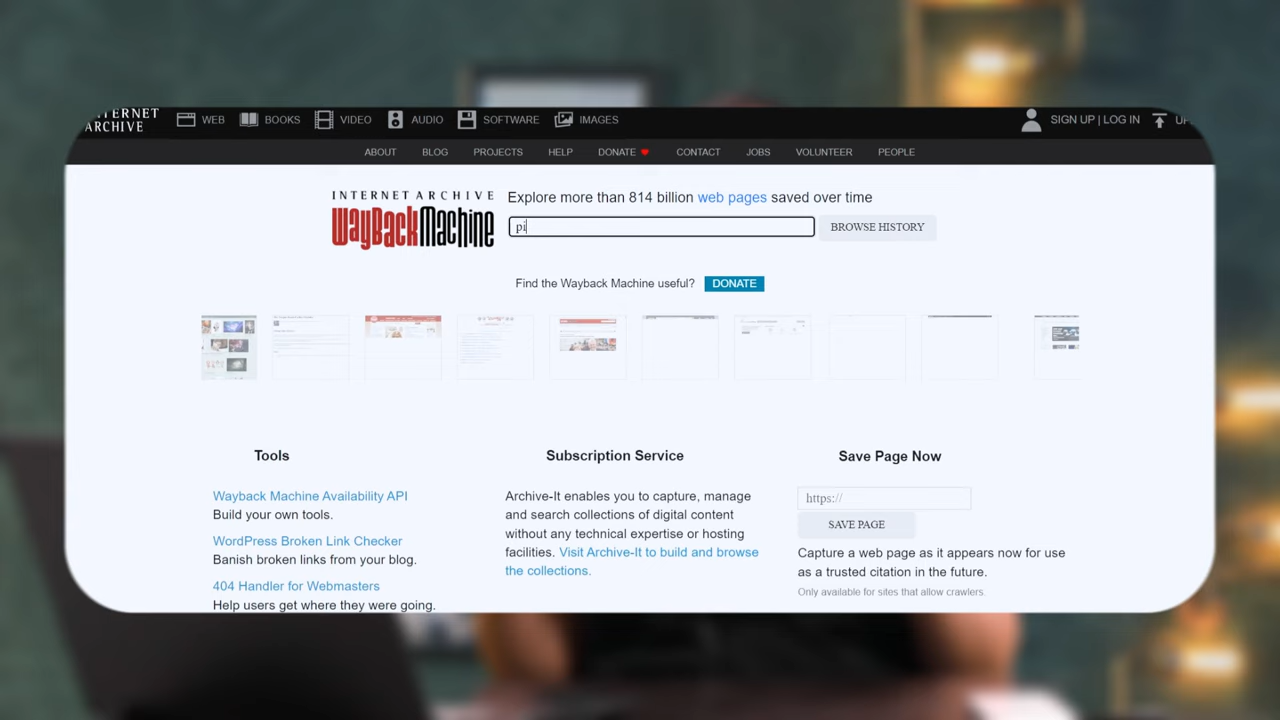 INTERNET
ARCHIVE
WEB BOOKS VIDEO AUDIO SOFTWARE IMAGES SIGN UP | LOG IN
ABOUT BLOG PROJECTS HELP DONATE CONTACT JOBS VOLUNTEER PEOPLE
INTERNET ARCHIVE
WayBackMachine
Explore more than 814 billion web pages saved over time
pi
BROWSE HISTORY
Find the Wayback Machine useful? DONATE
Tools
Wayback Machine Availability API
Build your own tools.
WordPress Broken Link Checker
Banish broken links from your blog.
404 Handler for Webmasters
Help users get where they were going.
Subscription Service
Archive-It enables you to capture, manage
and search collections of digital content
without any technical expertise or hosting
facilities. Visit Archive-It to build and browse
the collections.
Save Page Now
https://
SAVE PAGE
Capture a web page as it appears now for use
as a trusted citation in the future.
Only available for sites that allow crawlers.